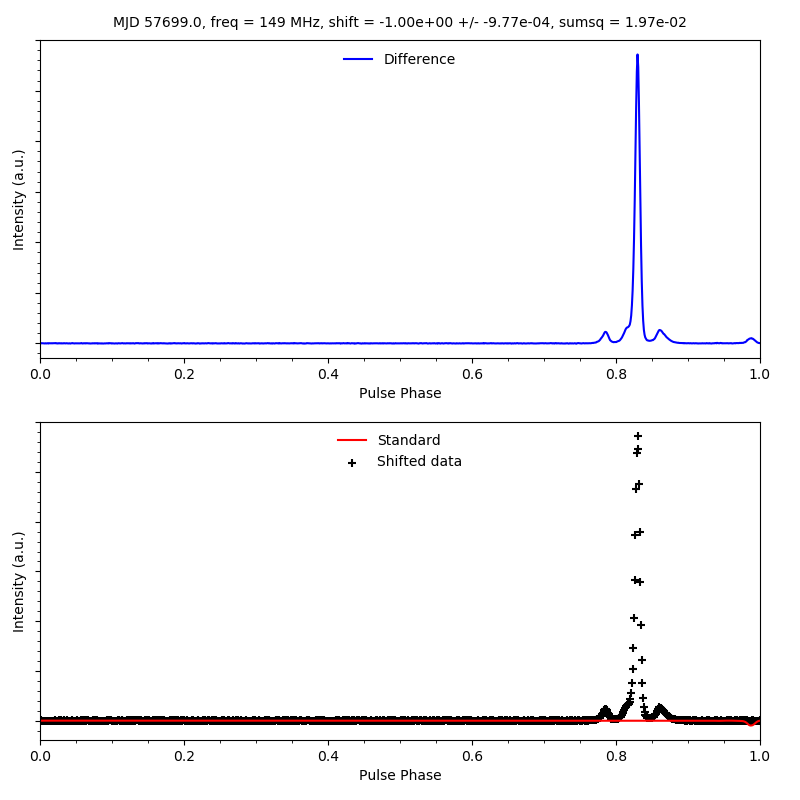 MJD 57699.0, freq = 149 MHz, shift = -1.00e+00 +/- -9.77e-04, sumsq = 1.97e-02
Difference
Intensity (a.u.)
0.0 0.2 0.4 0.6 0.8 1.0
Pulse Phase
Standard
Shifted data
Intensity (a.u.)
0.0 0.2 0.4 0.6 0.8 1.0
Pulse Phase